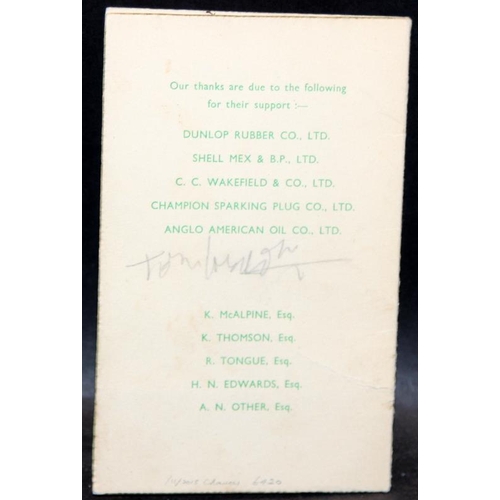 Our thanks are due to the following
for their support :—
DUNLOP RUBBER CO., LTD.
SHELL MEX & B.P., LTD.
C. C. WAKEFIELD & CO., LTD.
CHAMPION SPARKING PLUG CO., LTD.
ANGLO AMERICAN OIL CO., LTD.
K. McALPINE, Esq.
K. THOMSON, Esq.
R. TONGUE, Esq.
H. N. EDWARDS, Esq.
A. N. OTHER, Esq.